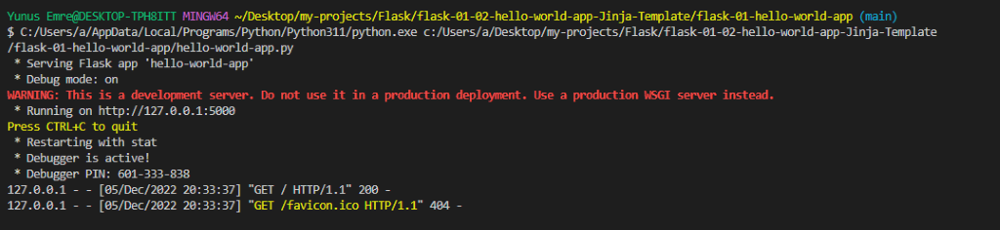 Yunus Emre@DESKTOP-TPH8ITT MINGW64 ~/Desktop/my-projects/Flask/flask-01-02-hello-world-app-Jinja-Template/flask-01-hello-world-app (main)
$ C:/Users/a/AppData/Local/Programs/Python/Python311/python.exe c:/Users/a/Desktop/my-projects/Flask/flask-01-02-hello-world-app-Jinja-Template
/flask-01-hello-world-app/hello-world-app.py
 * Serving Flask app 'hello-world-app'
 * Debug mode: on
WARNING: This is a development server. Do not use it in a production deployment. Use a production WSGI server instead.
 * Running on http://127.0.0.1:5000
Press CTRL+C to quit
 * Restarting with stat
 * Debugger is active!
 * Debugger PIN: 601-333-838
127.0.0.1 - - [05/Dec/2022 20:33:37] "GET / HTTP/1.1" 200 -
127.0.0.1 - - [05/Dec/2022 20:33:37] "GET /favicon.ico HTTP/1.1" 404 -